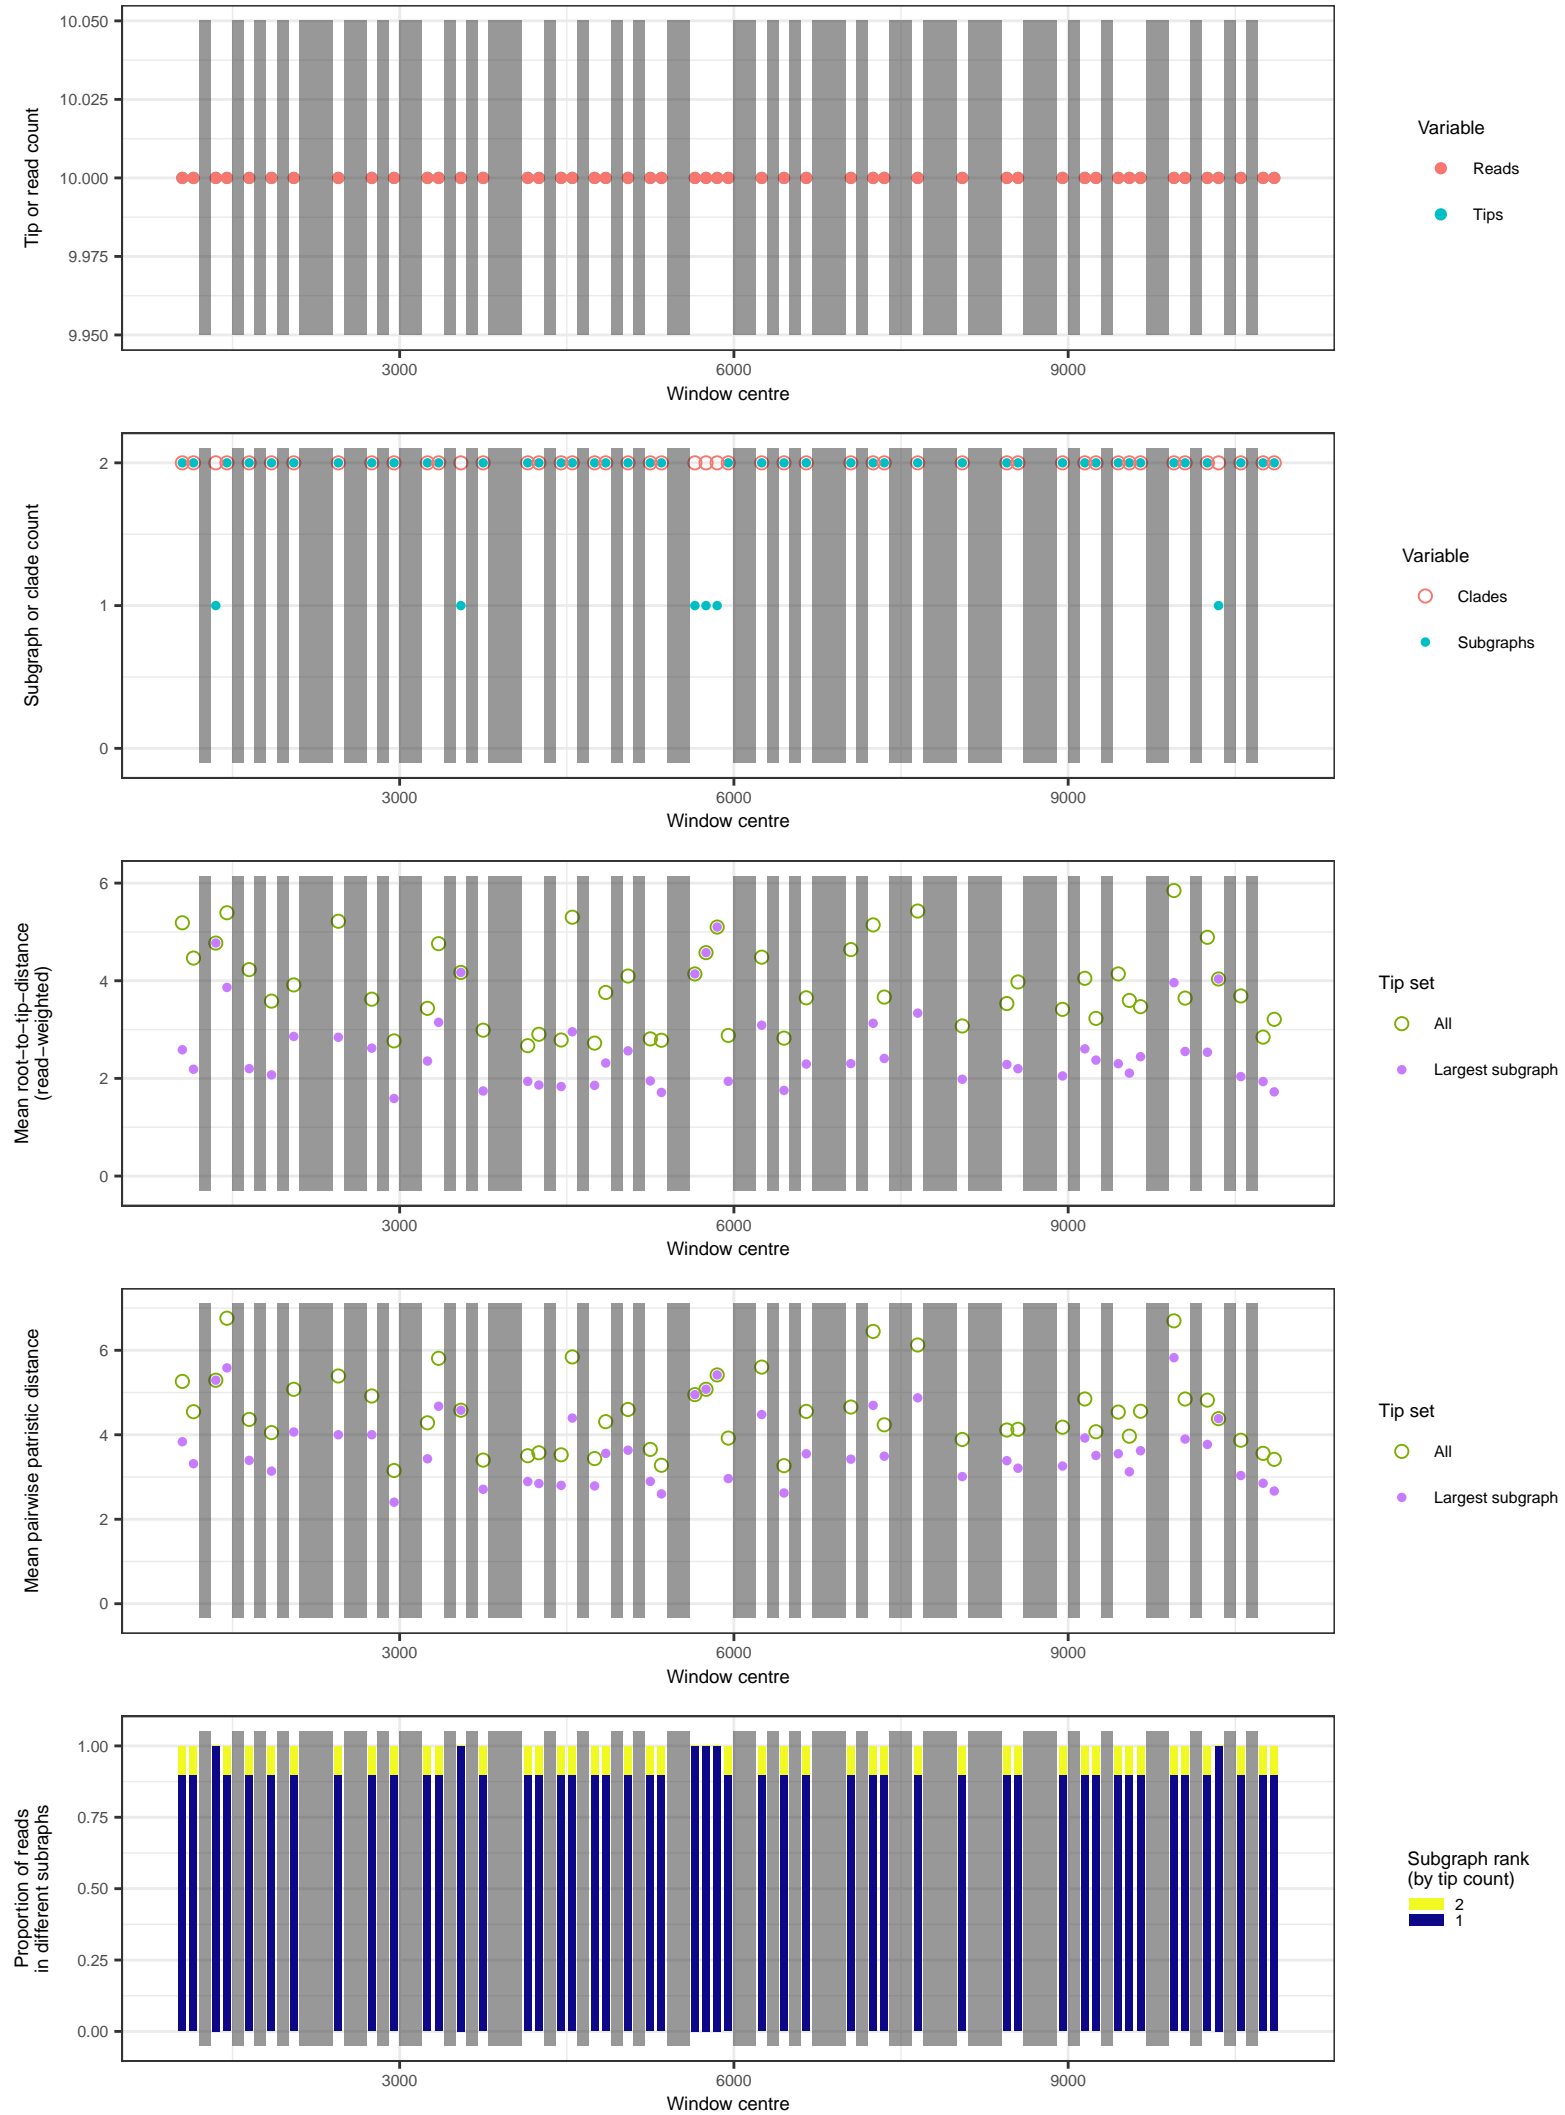 Tip or read count
10.050
10.025
10.000
9.975
9.950
3000
6000
9000
Window centre
Variable
Reads
Tips
Subgraph or clade count
2
1
0
3000
6000
9000
Window centre
Variable
Clades
Subgraphs
Mean root−to−tip−distance
(read−weighted)
6
4
2
0
3000
6000
9000
Window centre
Tip set
All
Largest subgraph
Mean pairwise patristic distance
6
4
2
0
3000
6000
9000
Window centre
Tip set
All
Largest subgraph
Proportion of reads
in different subraphs
1.00
0.75
0.50
0.25
0.00
3000
6000
9000
Window centre
Subgraph rank
(by tip count)
2
1